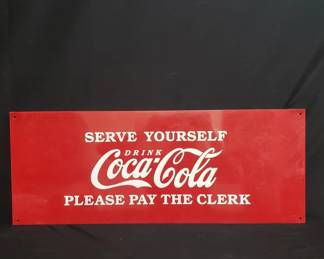 SERVE YOURSELF
DRINK
Coca-Cola
PLEASE PAY THE CLERK